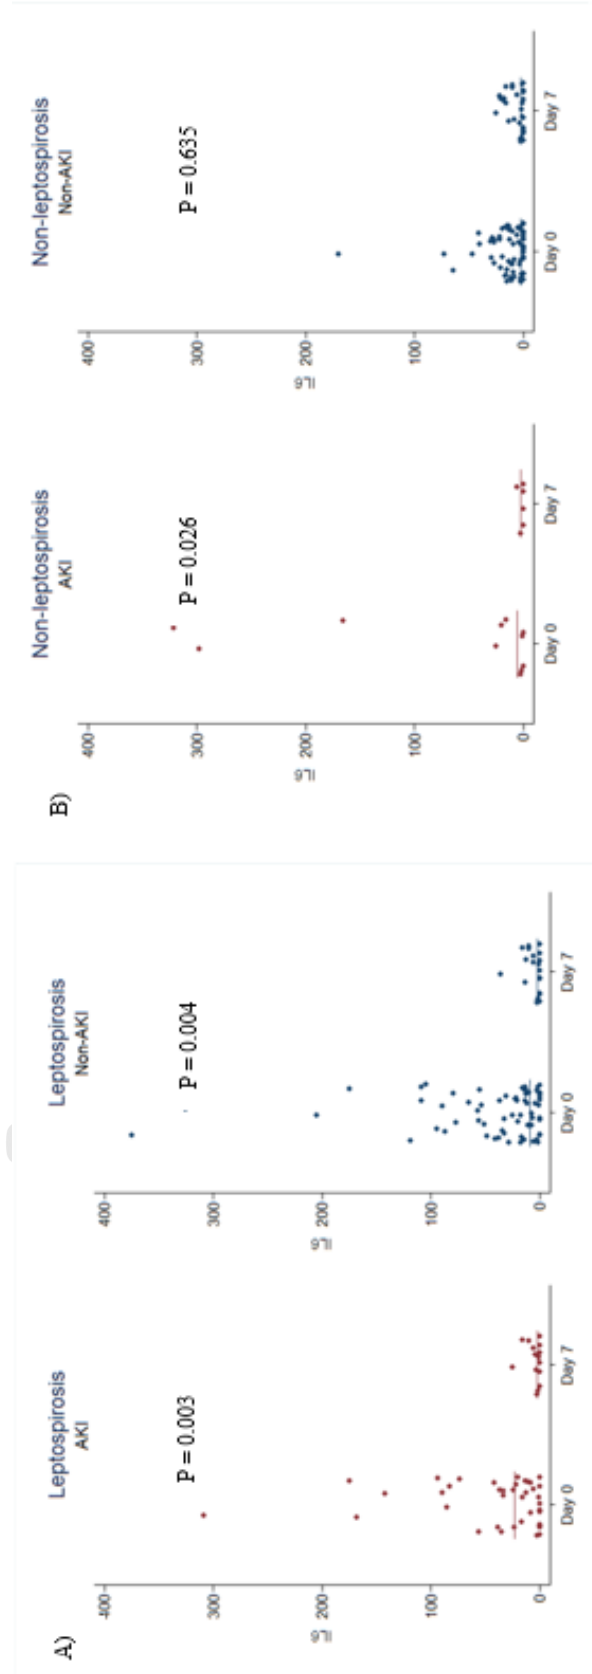 A)
Leptospirosis
AKI
P = 0.003
400
300
200
100
0
IL6
Day 0
Day 7
Leptospirosis
Non-AKI
P = 0.004
400
300
200
100
0
IL6
Day 0
Day 7
B)
Non-leptospirosis
AKI
P = 0.026
400
300
200
100
0
IL6
Day 0
Day 7
Non-leptospirosis
Non-AKI
P = 0.635
400
300
200
100
0
IL6
Day 0
Day 7